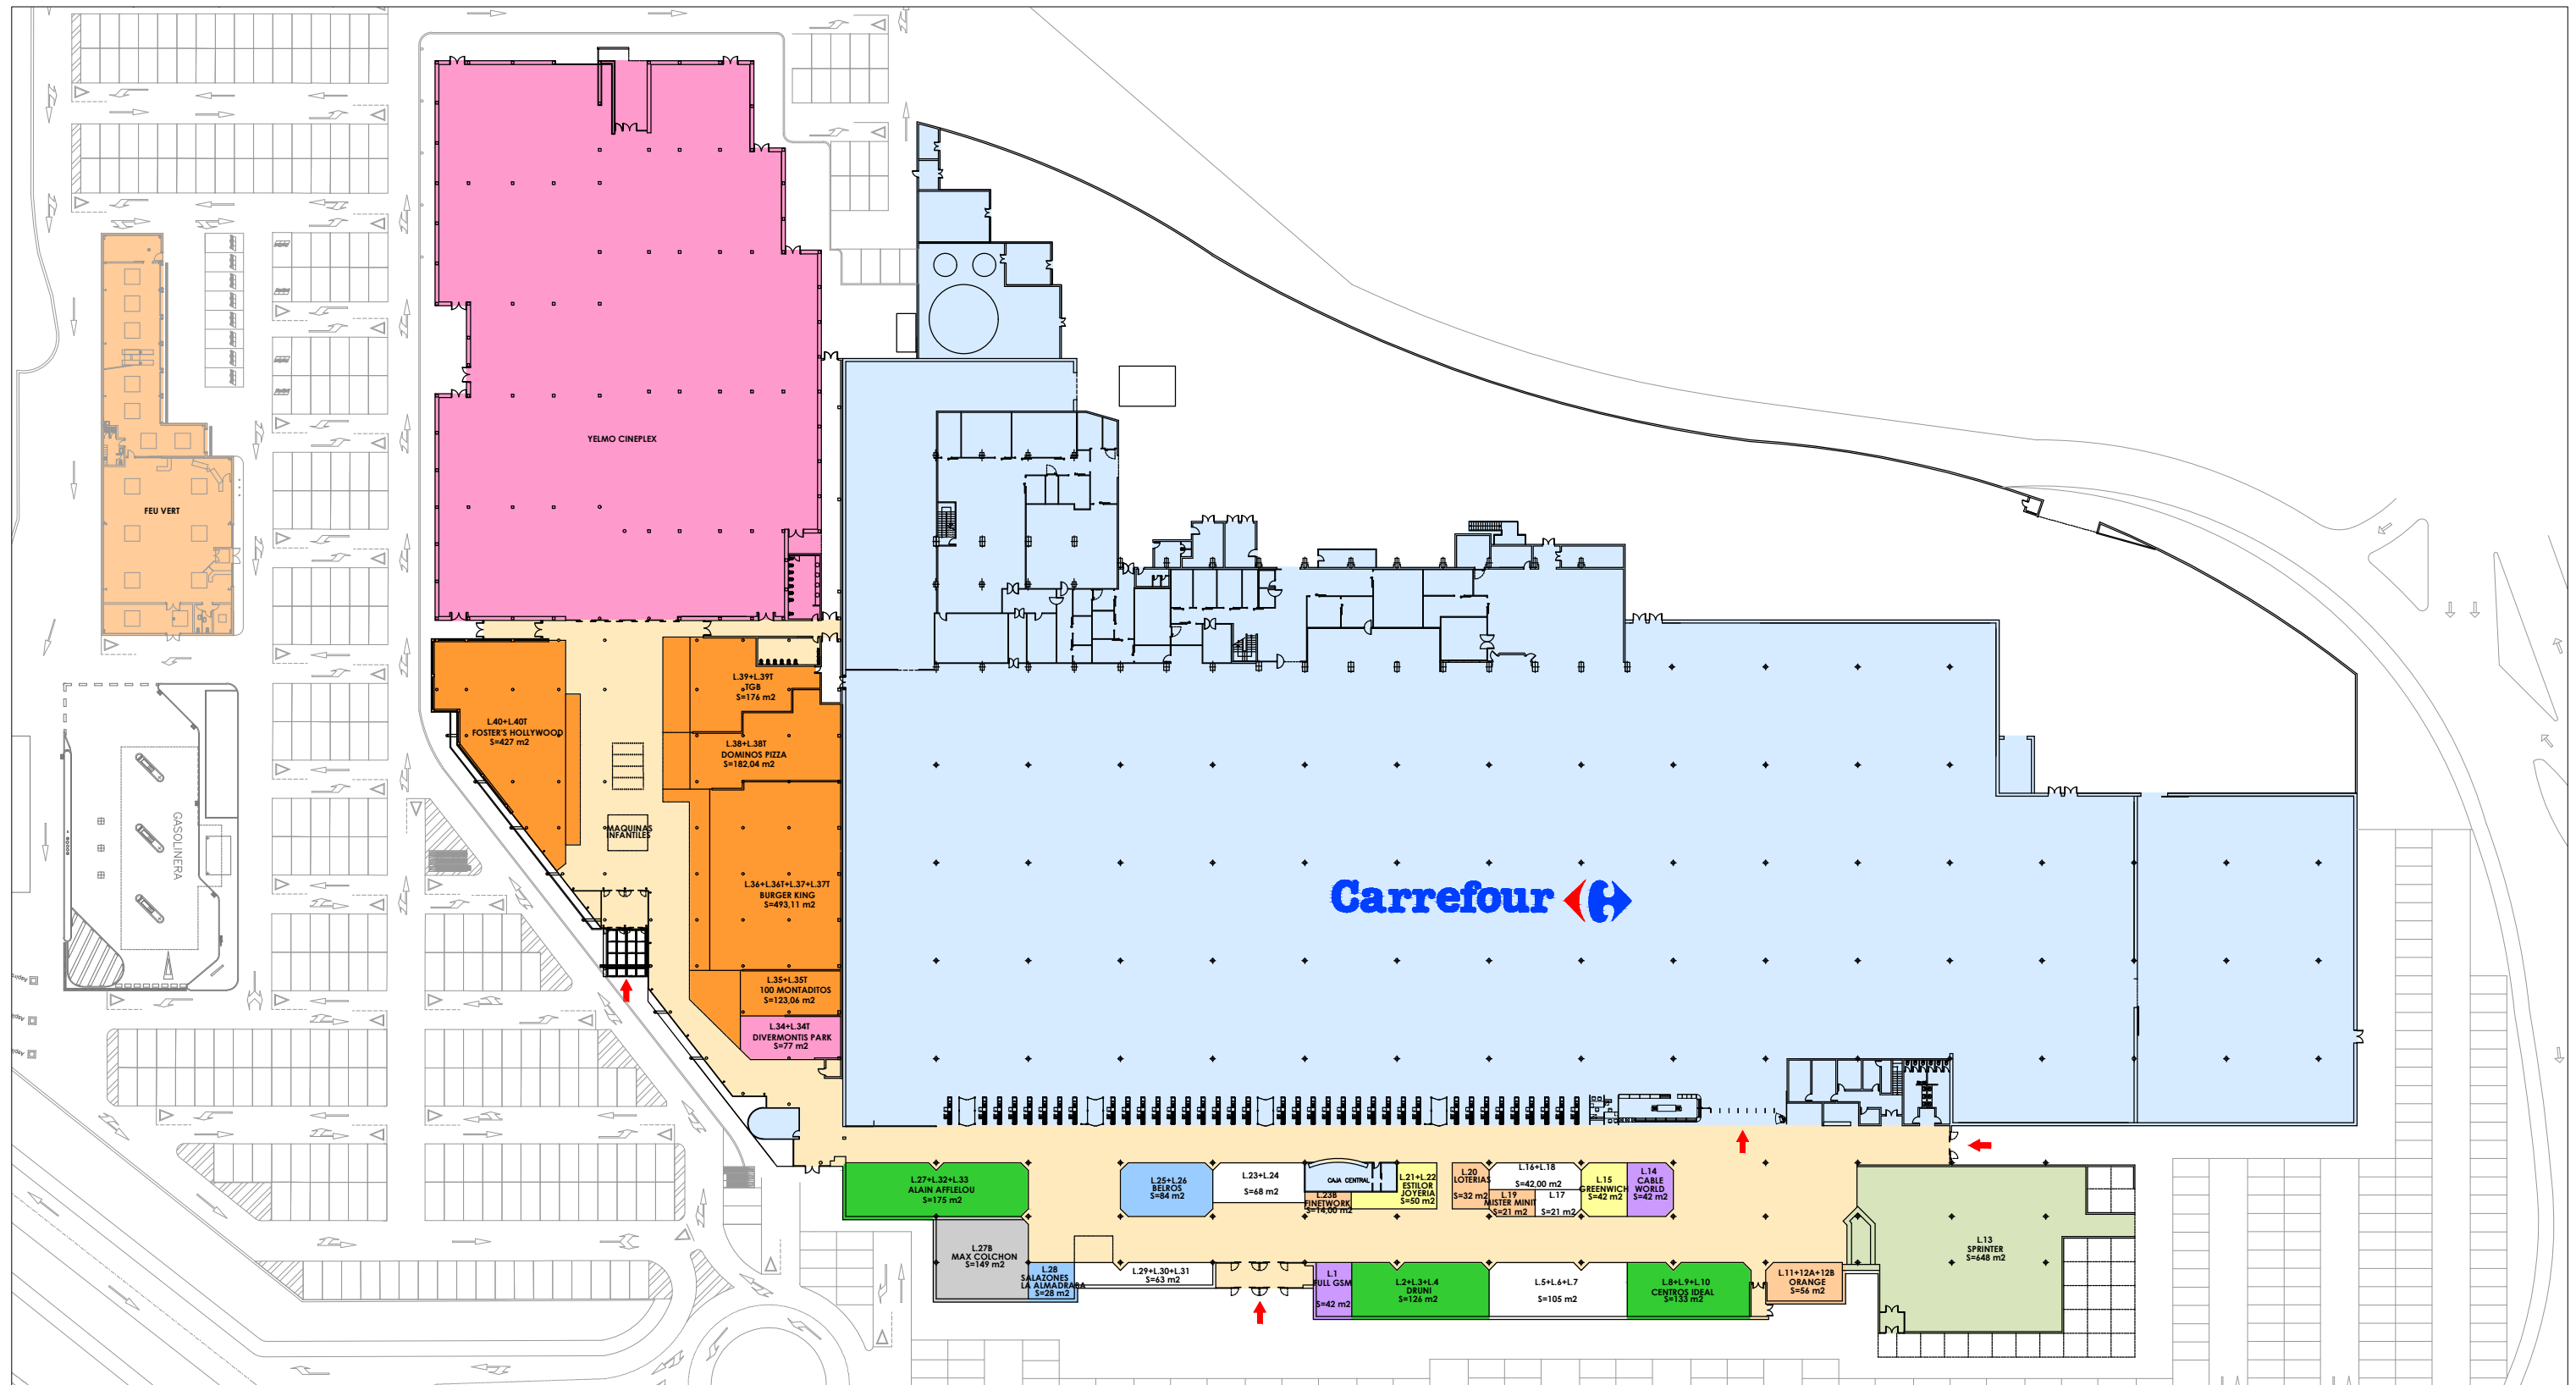 YELMO CINEPLEX
FEU VERT
GASOLINERA
L.39+L.39T
TGB
S=176 m2
L.40+L.40T
FOSTER'S HOLLYWOOD
S=427 m2
L.38+L.38T
DOMINOS PIZZA
S=182,04 m2
MAQUINAS
INFANTILES
L.36+L.36T+L.37+L.37T
BURGER KING
S=493,11 m2
Carrefour
L.35+L.35T
100 MONTADITOS
S=123,06 m2
L.34+L.34T
DIVERMONTIS PARK
S=77 m2
L.27+L.32+L.33
ALAIN AFFLELOU
S=175 m2
L.25+L.26
BELROS
S=84 m2
L.23+L.24
S=68 m2
CAJA CENTRAL
L.23B
FINETWORK
S=14,00 m2
L.21+L.22
ESTILOR
JOYERIA
S=50 m2
L.20
LOTERIAS
S=32 m2
L.16+L.18
S=42,00 m2
L.19
MISTER MINIT
S=21 m2
L.17
S=21 m2
L.15
GREENWICH
S=42 m2
L.14
CABLE
WORLD
S=42 m2
L.27B
MAX COLCHON
S=149 m2
L.28
SALAZONES
LA ALMADRABA
S=28 m2
L.29+L.30+L.31
S=63 m2
L.1
FULL GSM
S=42 m2
L.2+L.3+L.4
DRUNI
S=126 m2
L.5+L.6+L.7
S=105 m2
L.8+L.9+L.10
CENTROS IDEAL
S=133 m2
L.11+12A+12B
ORANGE
S=56 m2
L.13
SPRINTER
S=648 m2